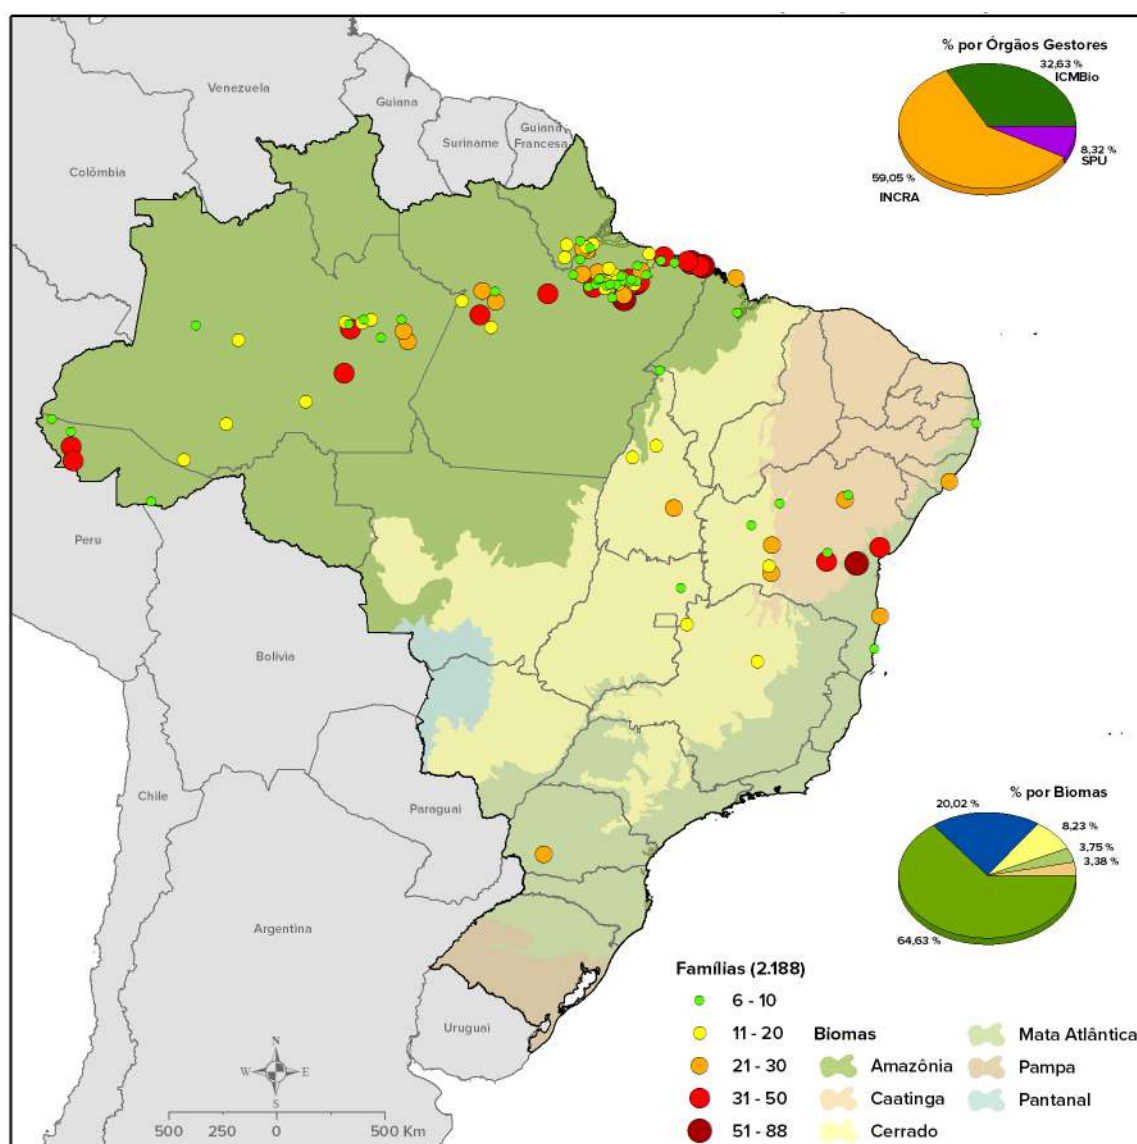 % por Órgãos Gestores
32,63 %
ICMBio
8,32 %
SPU
59,05 %
INCRA
Venezuela
Guiana
Suriname
Guiana
Francesa
Colômbia
Peru
Bolívia
Chile
Paraguai
Argentina
Uruguai
% por Biomas
20,02 %
8,23 %
3,75 %
3,38 %
64,63 %
Famílias (2.188)
6 - 10
11 - 20
21 - 30
31 - 50
51 - 88
Biomas
Amazônia
Caatinga
Cerrado
Mata Atlântica
Pampa
Pantanal
N
W E
S
500 250 0 500 Km